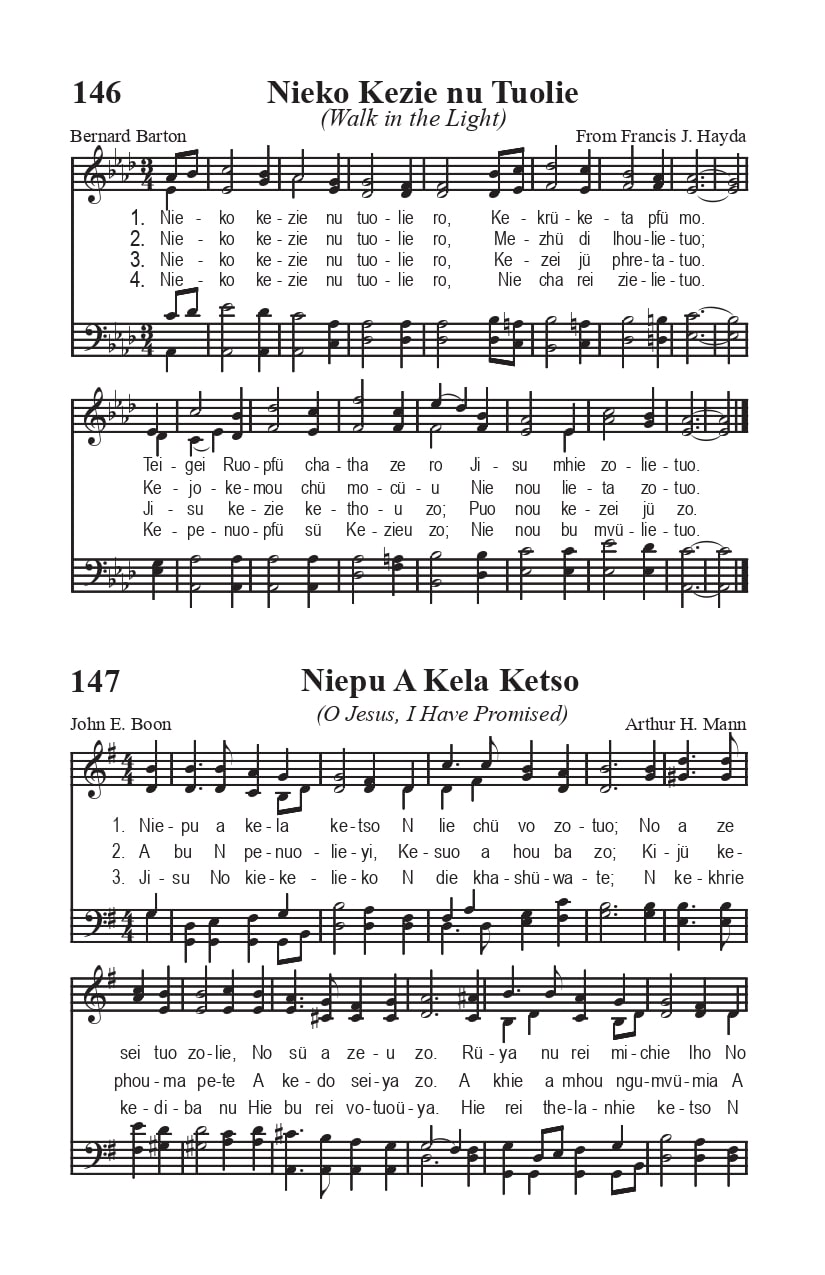 146 Nieko Kezie nu Tuolie
(Walk in the Light)
Bernard Barton From Francis J. Hayda
1. Nie - ko ke - zie nu tuo - lie ro, Ke - krü - ke - ta pfü mo.
2. Nie - ko ke - zie nu tuo - lie ro, Me - zhü di lhou - lie - tuo;
3. Nie - ko ke - zie nu tuo - lie ro, Ke - zei jü phre - ta - tuo.
4. Nie - ko ke - zie nu tuo - lie ro, Nie cha rei zie - lie - tuo.
Tei - gei Ruo - pfü cha - tha ze ro Ji - su mhie zo - lie - tuo.
Ke - jo - ke - mou chü mo - cü - u Nie nou lie - ta zo - tuo.
Ji - su ke - zie ke - tho - u zo; Puo nou ke - zei jü zo.
Ke - pe - nuo - pfü sü Ke - zieu zo; Nie nou bu mvü - lie - tuo.
147 Niepu A Kela Ketso
(O Jesus, I Have Promised)
John E. Boon Arthur H. Mann
1. Nie - pu a ke - la ke - tso N lie chü vo zo - tuo; No a ze
2. A bu N pe - nuo - lie - yi, Ke - suo a hou ba zo; Ki - jü ke -
3. Ji - su No kie - ke - lie - ko N die kha - shü - wa - te; N ke - khrie
sei tuo zo - lie, No sü a ze - u zo. Rü - ya nu rei mi - chie lho No
phou - ma pe - te A ke - do sei - ya zo. A khie a mhou ngu - mvü - mia A
ke - di - ba nu Hie bu rei vo - tuoü - ya. Hie rei the - la - nhie ke - tso N